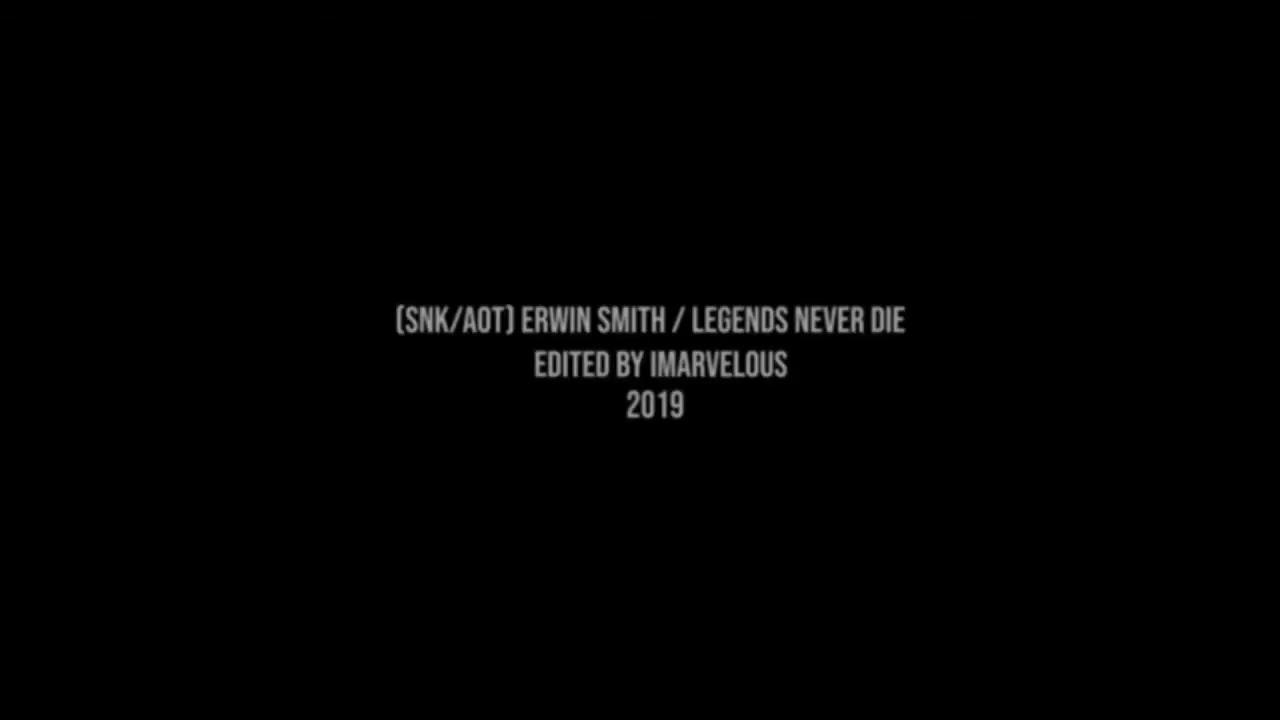 (SNK/AOT) ERWIN SMITH / LEGENDS NEVER DIE
EDITED BY IMARVELOUS
2019